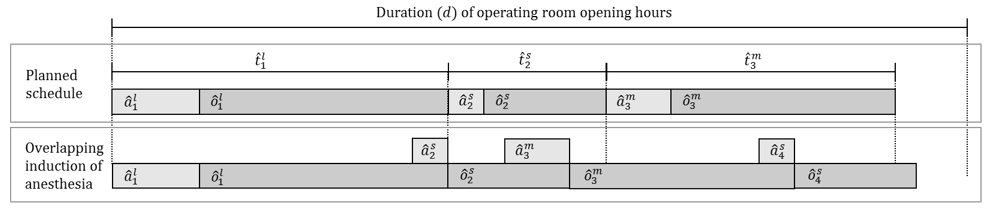 Duration (d) of operating room opening hours
t̂₁ˡ t̂₂ˢ t̂₃ᵐ
Planned
schedule
â₁ˡ ô₁ˡ â₂ˢ ô₂ˢ â₃ᵐ ô₃ᵐ
Overlapping
induction of
anesthesia
â₂ˢ â₃ᵐ â₄ˢ
â₁ˡ ô₁ˡ ô₂ˢ ô₃ᵐ ô₄ˢ